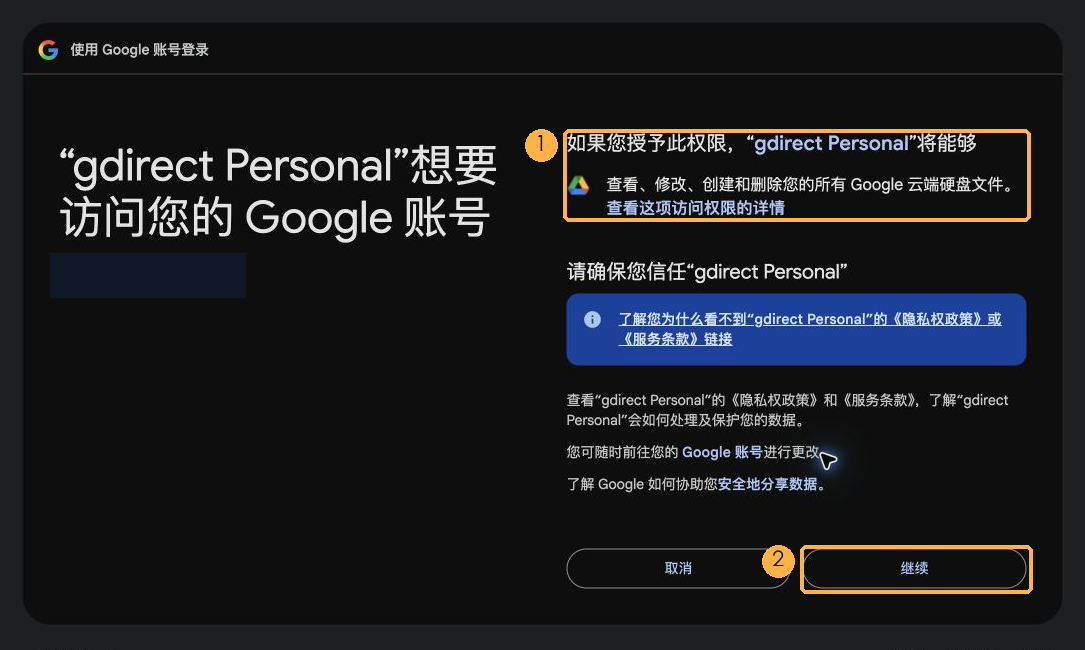 使用 Google 账号登录
“gdirect Personal”想要
访问您的 Google 账号
1
如果您授予此权限，“gdirect Personal”将能够
查看、修改、创建和删除您的所有 Google 云端硬盘文件。
查看这项访问权限的详情
请确保您信任“gdirect Personal”
了解您为什么看不到“gdirect Personal”的《隐私权政策》或
《服务条款》链接
查看“gdirect Personal”的《隐私权政策》和《服务条款》，了解“gdirect
Personal”会如何处理及保护您的数据。
您可随时前往您的 Google 账号进行更改
了解 Google 如何协助您安全地分享数据。
取消
2
继续